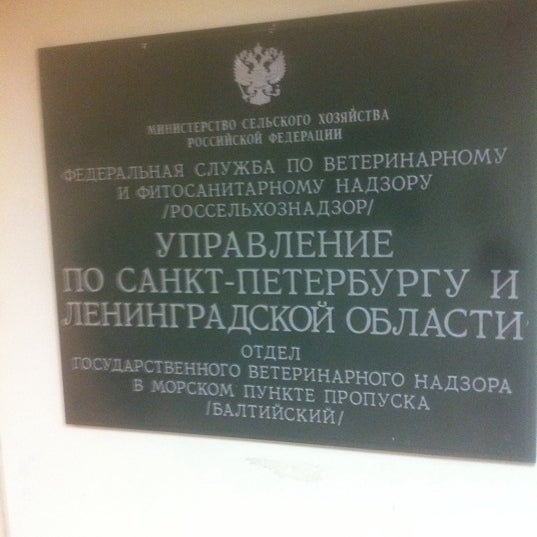 МИНИСТЕРСТВО СЕЛЬСКОГО ХОЗЯЙСТВА
РОССИЙСКОЙ ФЕДЕРАЦИИ
ФЕДЕРАЛЬНАЯ СЛУЖБА ПО ВЕТЕРИНАРНОМУ
И ФИТОСАНИТАРНОМУ НАДЗОРУ
/РОССЕЛЬХОЗНАДЗОР/
УПРАВЛЕНИЕ
ПО САНКТ-ПЕТЕРБУРГУ И
ЛЕНИНГРАДСКОЙ ОБЛАСТИ
ОТДЕЛ
ГОСУДАРСТВЕННОГО ВЕТЕРИНАРНОГО НАДЗОРА
В МОРСКОМ ПУНКТЕ ПРОПУСКА
/БАЛТИЙСКИЙ/